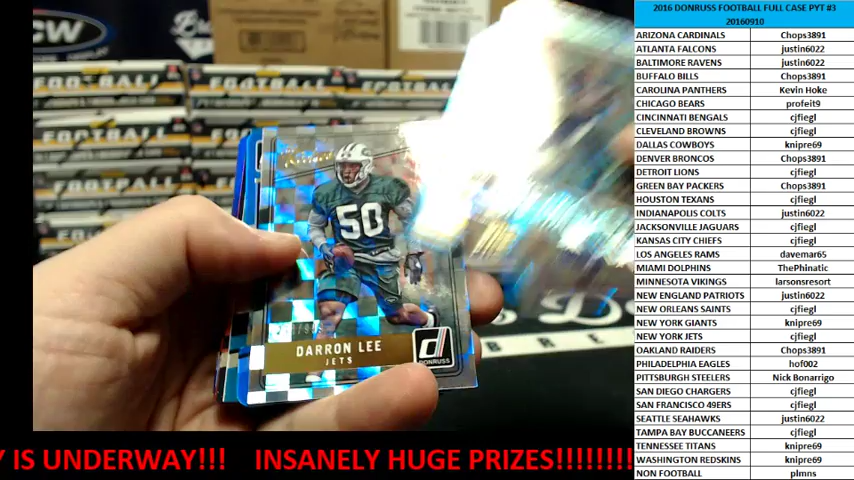 2016 DONRUSS FOOTBALL FULL CASE PYT #3
20160910
ARIZONA CARDINALS Chops3891
ATLANTA FALCONS justin6022
BALTIMORE RAVENS justin6022
BUFFALO BILLS Chops3891
CAROLINA PANTHERS Kevin Hoke
CHICAGO BEARS profeit9
CINCINNATI BENGALS cjfiegl
CLEVELAND BROWNS cjfiegl
DALLAS COWBOYS knipre69
DENVER BRONCOS Chops3891
DETROIT LIONS cjfiegl
GREEN BAY PACKERS Chops3891
HOUSTON TEXANS cjfiegl
INDIANAPOLIS COLTS justin6022
JACKSONVILLE JAGUARS cjfiegl
KANSAS CITY CHIEFS cjfiegl
LOS ANGELES RAMS davemar65
MIAMI DOLPHINS ThePhinatic
MINNESOTA VIKINGS larsonsresort
NEW ENGLAND PATRIOTS justin6022
NEW ORLEANS SAINTS cjfiegl
NEW YORK GIANTS knipre69
NEW YORK JETS cjfiegl
OAKLAND RAIDERS Chops3891
PHILADELPHIA EAGLES hof002
PITTSBURGH STEELERS Nick Bonarrigo
SAN DIEGO CHARGERS cjfiegl
SAN FRANCISCO 49ERS cjfiegl
SEATTLE SEAHAWKS justin6022
TAMPA BAY BUCCANEERS cjfiegl
TENNESSEE TITANS knipre69
WASHINGTON REDSKINS knipre69
NON FOOTBALL plmns
CW
FOOTBALL
FOOTBALL
FOOTBALL
50
DARRON LEE
JETS
d
DONRUSS
B R E
Y IS UNDERWAY!!! INSANELY HUGE PRIZES!!!!!!!!